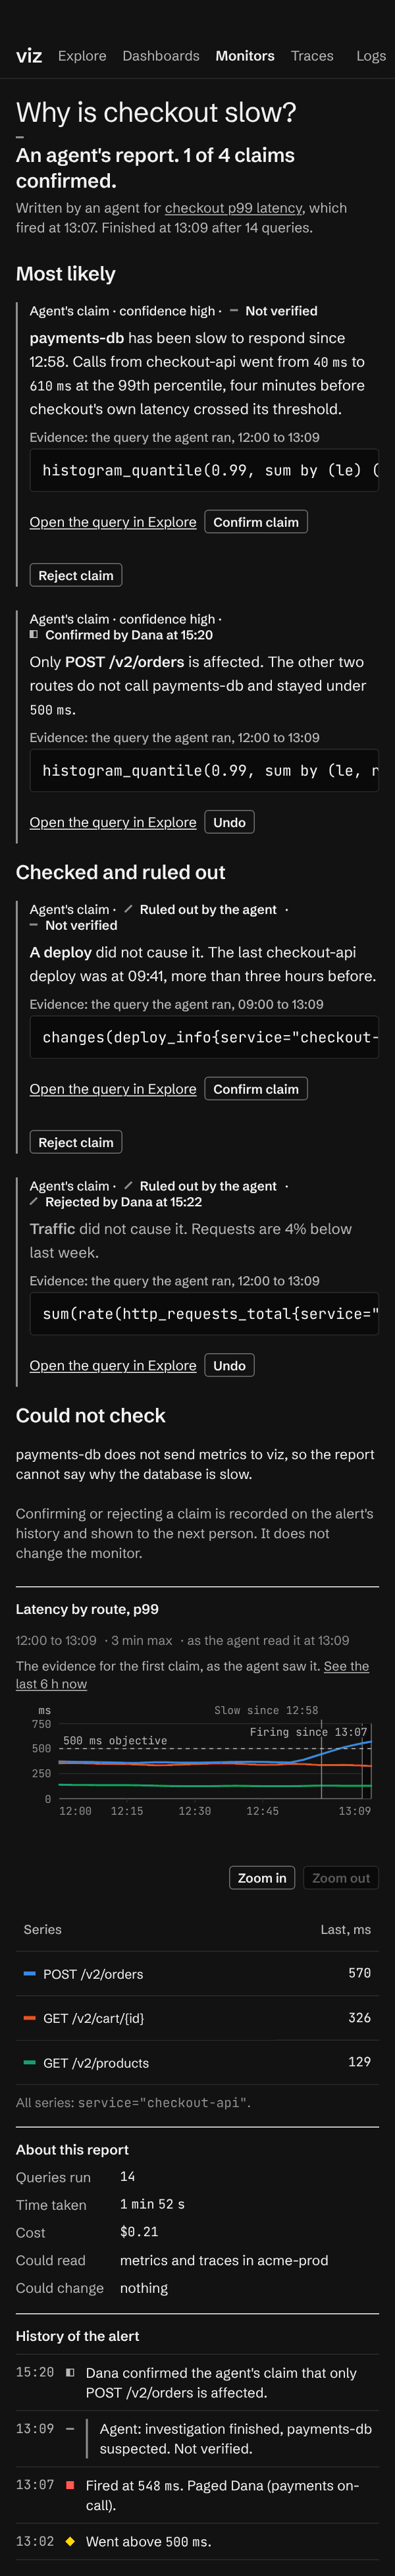 viz Explore Dashboards Monitors Traces Logs
Why is checkout slow?
An agent's report. 1 of 4 claims
confirmed.
Written by an agent for checkout p99 latency, which
fired at 13:07. Finished at 13:09 after 14 queries.
Most likely
Agent's claim · confidence high · Not verified
payments-db has been slow to respond since
12:58. Calls from checkout-api went from 40 ms to
610 ms at the 99th percentile, four minutes before
checkout's own latency crossed its threshold.
Evidence: the query the agent ran, 12:00 to 13:09
histogram_quantile(0.99, sum by (le) (
Open the query in Explore Confirm claim
Reject claim
Agent's claim · confidence high ·
Confirmed by Dana at 15:20
Only POST /v2/orders is affected. The other two
routes do not call payments-db and stayed under
500 ms.
Evidence: the query the agent ran, 12:00 to 13:09
histogram_quantile(0.99, sum by (le, r
Open the query in Explore Undo
Checked and ruled out
Agent's claim · Ruled out by the agent ·
Not verified
A deploy did not cause it. The last checkout-api
deploy was at 09:41, more than three hours before.
Evidence: the query the agent ran, 09:00 to 13:09
changes(deploy_info{service="checkout-
Open the query in Explore Confirm claim
Reject claim
Agent's claim · Ruled out by the agent ·
Rejected by Dana at 15:22
Traffic did not cause it. Requests are 4% below
last week.
Evidence: the query the agent ran, 12:00 to 13:09
sum(rate(http_requests_total{service="
Open the query in Explore Undo
Could not check
payments-db does not send metrics to viz, so the report
cannot say why the database is slow.
Confirming or rejecting a claim is recorded on the alert's
history and shown to the next person. It does not
change the monitor.
Latency by route, p99
12:00 to 13:09 · 3 min max · as the agent read it at 13:09
The evidence for the first claim, as the agent saw it. See the
last 6 h now
ms Slow since 12:58
750
Firing since 13:07
500 500 ms objective
250
0
12:00 12:15 12:30 12:45 13:09
Zoom in Zoom out
Series Last, ms
POST /v2/orders 570
GET /v2/cart/{id} 326
GET /v2/products 129
All series: service="checkout-api".
About this report
Queries run 14
Time taken 1 min 52 s
Cost $0.21
Could read metrics and traces in acme-prod
Could change nothing
History of the alert
15:20 Dana confirmed the agent's claim that only
POST /v2/orders is affected.
13:09 Agent: investigation finished, payments-db
suspected. Not verified.
13:07 Fired at 548 ms. Paged Dana (payments on-
call).
13:02 Went above 500 ms.